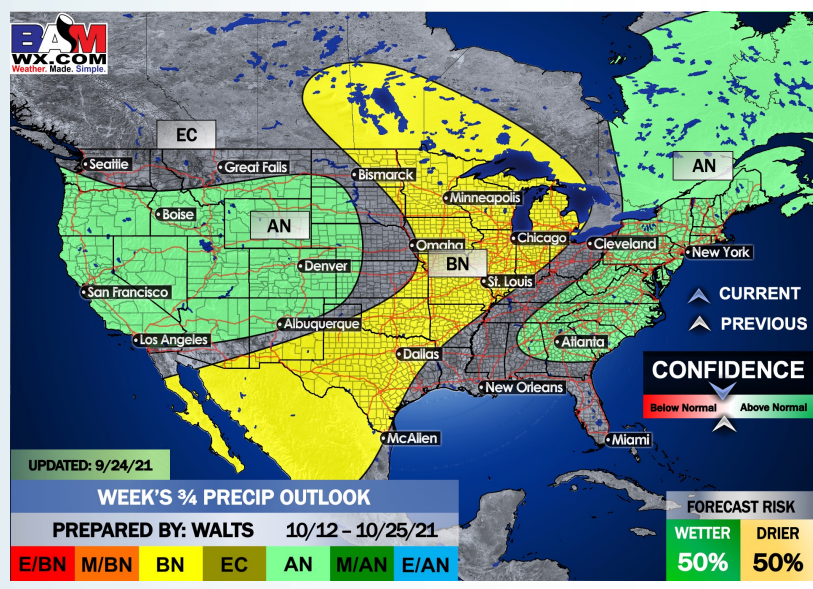 BAM
WX.COM
Weather. Made. Simple.
EC
Seattle
Great Falls
Bismarck
AN
Minneapolis
Boise
AN
Omaha
Chicago
Cleveland
New York
BN
Denver
St. Louis
San Francisco
CURRENT
Albuquerque
PREVIOUS
Los Angeles
Atlanta
Dallas
CONFIDENCE
New Orleans
Below Normal
Above Normal
McAllen
Miami
UPDATED: 9/24/21
WEEK'S ¾ PRECIP OUTLOOK
PREPARED BY: WALTS 10/12 – 10/25/21
E/BN M/BN BN EC AN M/AN E/AN
FORECAST RISK
WETTER DRIER
50% 50%